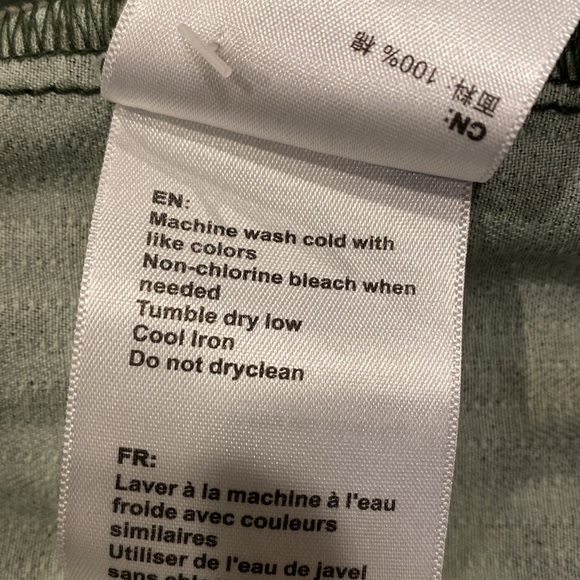 CN:
面料: 100% 棉
EN:
Machine wash cold with
like colors
Non-chlorine bleach when
needed
Tumble dry low
Cool Iron
Do not dryclean
FR:
Laver à la machine à l'eau
froide avec couleurs
similaires
Utiliser de l'eau de javel
sans